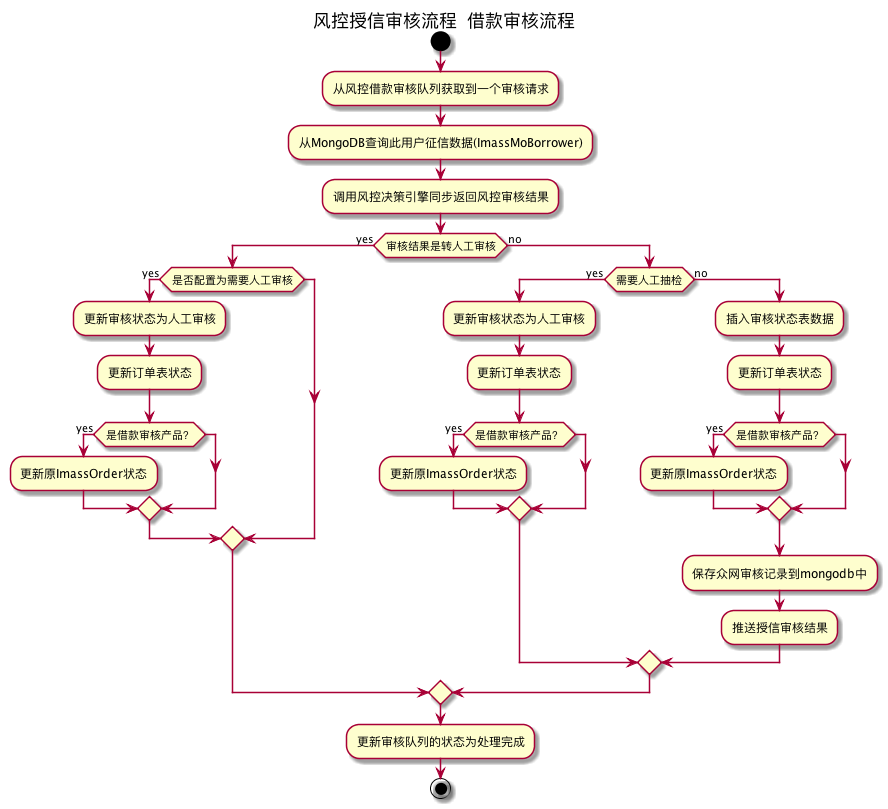 风控授信审核流程 借款审核流程
从风控借款审核队列获取到一个审核请求
从MongoDB查询此用户征信数据(ImassMoBorrower)
调用风控决策引擎同步返回风控审核结果
yes
审核结果是转人工审核
no
yes
是否配置为需要人工审核
yes
需要人工抽检
no
更新审核状态为人工审核
更新审核状态为人工审核
插入审核状态表数据
更新订单表状态
更新订单表状态
更新订单表状态
yes
是借款审核产品?
yes
是借款审核产品?
yes
是借款审核产品?
更新原ImassOrder状态
更新原ImassOrder状态
更新原ImassOrder状态
保存众网审核记录到mongodb中
推送授信审核结果
更新审核队列的状态为处理完成